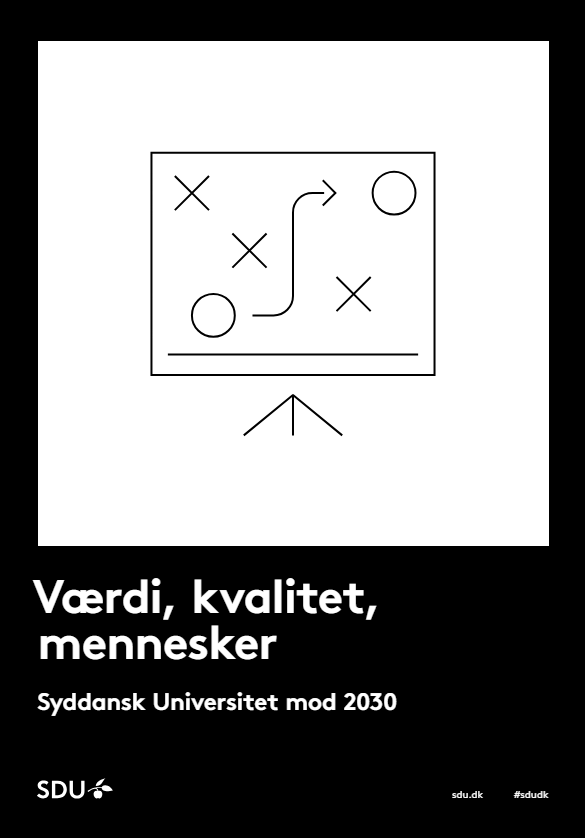 Værdi, kvalitet,
mennesker
Syddansk Universitet mod 2030
SDU
sdu.dk #sdudk